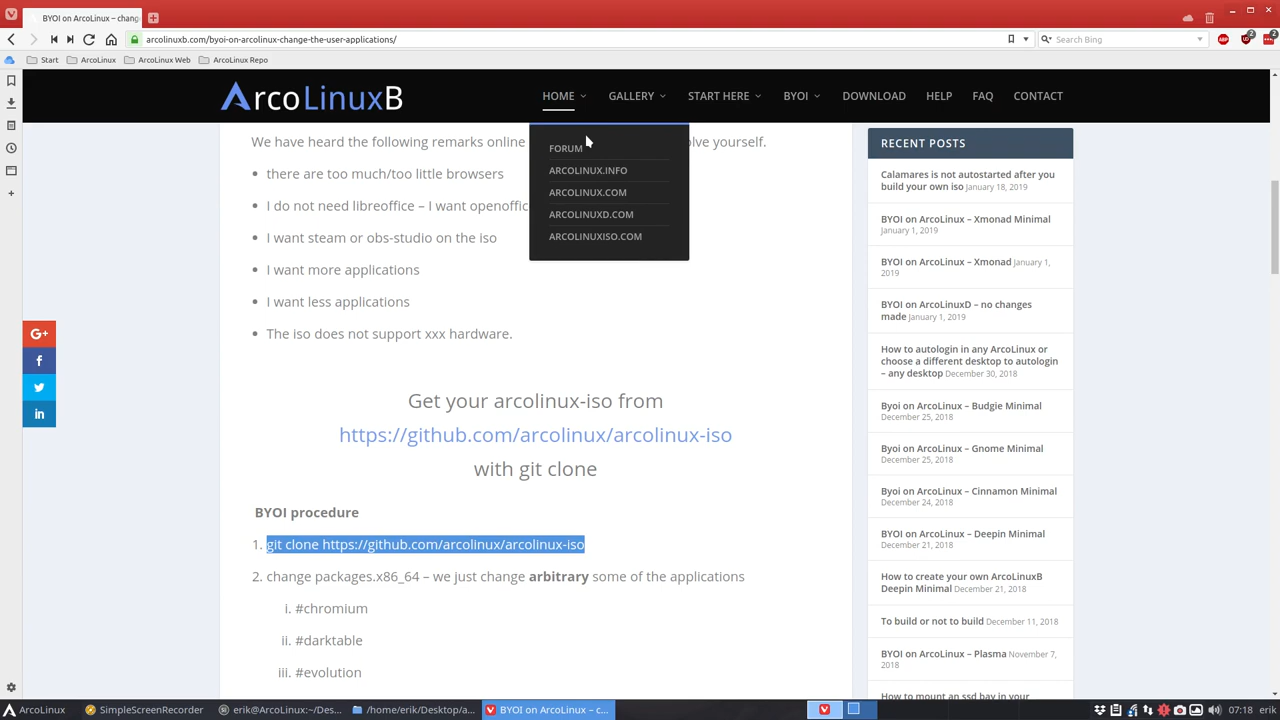 BYOI on ArcoLinux – chang
arcolinuxb.com/byoi-on-arcolinux-change-the-user-applications/
Search Bing
ABP
2
2
Start
ArcoLinux
ArcoLinux Web
ArcoLinux Repo
ArcoLinuxB
HOME
GALLERY
START HERE
BYOI
DOWNLOAD
HELP
FAQ
CONTACT
FORUM
ARCOLINUX.INFO
ARCOLINUX.COM
ARCOLINUXD.COM
ARCOLINUXISO.COM
We have heard the following remarks online
olve yourself.
there are too much/too little browsers
I do not need libreoffice – I want openoffic
I want steam or obs-studio on the iso
I want more applications
I want less applications
The iso does not support xxx hardware.
G+
f
in
Get your arcolinux-iso from
https://github.com/arcolinux/arcolinux-iso
with git clone
BYOI procedure
1. git clone https://github.com/arcolinux/arcolinux-iso
2. change packages.x86_64 – we just change arbitrary some of the applications
i. #chromium
ii. #darktable
iii. #evolution
RECENT POSTS
Calamares is not autostarted after you
build your own iso January 18, 2019
BYOI on ArcoLinux – Xmonad Minimal
January 1, 2019
BYOI on ArcoLinux – Xmonad January 1,
2019
BYOI on ArcoLinuxD – no changes
made January 1, 2019
How to autologin in any ArcoLinux or
choose a different desktop to autologin
– any desktop December 30, 2018
Byoi on ArcoLinux – Budgie Minimal
December 25, 2018
Byoi on ArcoLinux – Gnome Minimal
December 25, 2018
Byoi on ArcoLinux – Cinnamon Minimal
December 24, 2018
BYOI on ArcoLinux – Deepin Minimal
December 21, 2018
How to create your own ArcoLinuxB
Deepin Minimal December 21, 2018
To build or not to build December 11, 2018
BYOI on ArcoLinux – Plasma November 7,
2018
How to mount an ssd bay in your
ArcoLinux
SimpleScreenRecorder
erik@ArcoLinux:~/Des...
/home/erik/Desktop/a...
BYOI on ArcoLinux – c...
07:18
erik